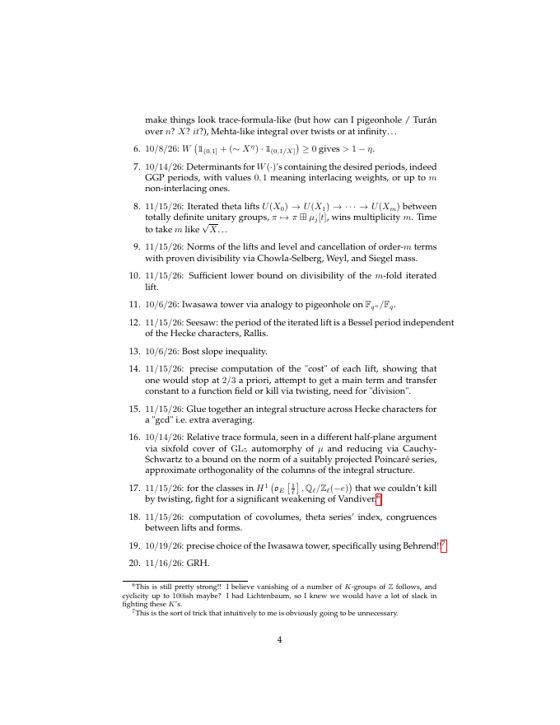 make things look trace-formula-like (but how can I pigeonhole / Turán
over n? X? it?), Mehta-like integral over twists or at infinity…
6. 10/8/26: W (𝟙_{(0,1]} + (∼ X^η) · 𝟙_{(0,1/X]}) ≥ 0 gives > 1 − η.
7. 10/14/26: Determinants for W(·)'s containing the desired periods, indeed
GGP periods, with values 0, 1 meaning interlacing weights, or up to m
non-interlacing ones.
8. 11/15/26: Iterated theta lifts U(X₀) → U(X₁) → ··· → U(Xₘ) between
totally definite unitary groups, π ↦ π ⊞ μⱼ[t], wins multiplicity m. Time
to take m like √X…
9. 11/15/26: Norms of the lifts and level and cancellation of order-m terms
with proven divisibility via Chowla-Selberg, Weyl, and Siegel mass.
10. 11/15/26: Sufficient lower bound on divisibility of the m-fold iterated
lift.
11. 10/6/26: Iwasawa tower via analogy to pigeonhole on 𝔽_{qⁿ}/𝔽_q.
12. 11/15/26: Seesaw: the period of the iterated lift is a Bessel period independent
of the Hecke characters, Rallis.
13. 10/6/26: Bost slope inequality.
14. 11/15/26: precise computation of the "cost" of each lift, showing that
one would stop at 2/3 a priori, attempt to get a main term and transfer
constant to a function field or kill via twisting, need for "division".
15. 11/15/26: Glue together an integral structure across Hecke characters for
a "gcd" i.e. extra averaging.
16. 10/14/26: Relative trace formula, seen in a different half-plane argument
via sixfold cover of GL₅ automorphy of μ and reducing via Cauchy-
Schwartz to a bound on the norm of a suitably projected Poincaré series,
approximate orthogonality of the columns of the integral structure.
17. 11/15/26: for the classes in H¹ (𝔬_E [1/ℓ], ℚ_ℓ/ℤ_ℓ(−e)) that we couldn't kill
by twisting, fight for a significant weakening of Vandiver.⁶
18. 11/15/26: computation of covolumes, theta series' index, congruences
between lifts and forms.
19. 10/19/26: precise choice of the Iwasawa tower, specifically using Behrend!⁷
20. 11/16/26: GRH.
⁶This is still pretty strong!! I believe vanishing of a number of K-groups of ℤ follows, and
cyclicity up to 100ish maybe? I had Lichtenbaum, so I knew we would have a lot of slack in
fighting these K's.
⁷This is the sort of trick that intuitively to me is obviously going to be unnecessary.
4